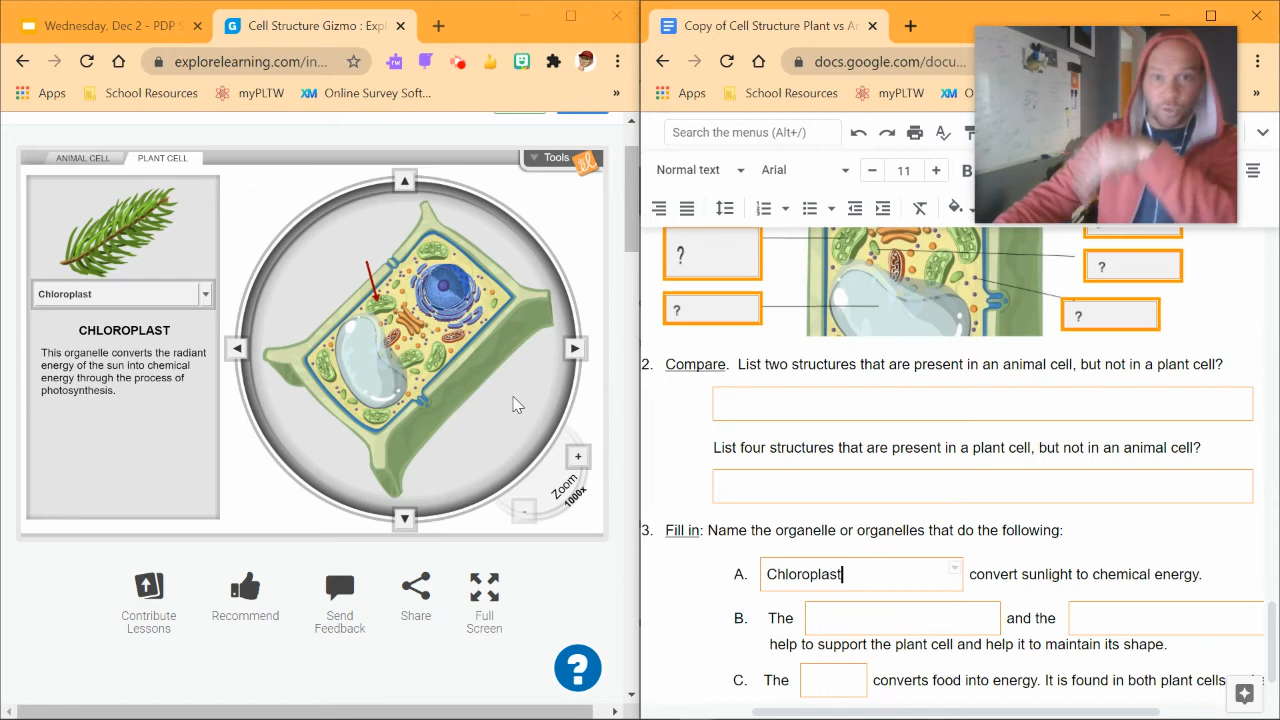 Wednesday, Dec 2 - PDP S
Cell Structure Gizmo : Expl
explorelearning.com/in...
Apps
School Resources
myPLTW
XM Online Survey Soft...
»
ANIMAL CELL
PLANT CELL
Tools
Chloroplast
CHLOROPLAST
This organelle converts the radiant
energy of the sun into chemical
energy through the process of
photosynthesis.
+
Zoom
1000x
-
Contribute
Lessons
Recommend
Send
Feedback
Share
Full
Screen
?
Copy of Cell Structure Plant vs An
docs.google.com/docu...
Apps
School Resources
myPLTW
XM O
»
Search the menus (Alt+/)
Normal text
Arial
11
B
?
?
?
?
2. Compare. List two structures that are present in an animal cell, but not in a plant cell?
List four structures that are present in a plant cell, but not in an animal cell?
3. Fill in: Name the organelle or organelles that do the following:
A. Chloroplast convert sunlight to chemical energy.
B. The and the
help to support the plant cell and help it to maintain its shape.
C. The converts food into energy. It is found in both plant cells